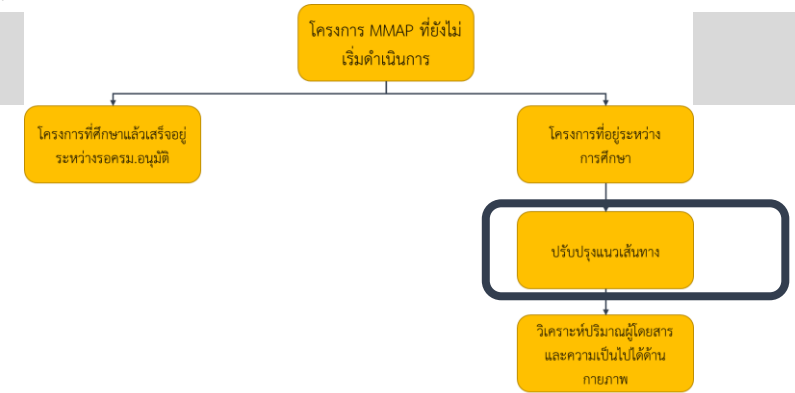 โครงการ MMAP ที่ยังไม่
เริ่มดำเนินการ
โครงการที่ศึกษาแล้วเสร็จอยู่
ระหว่างรอครม.อนุมัติ
โครงการที่อยู่ระหว่าง
การศึกษา
ปรับปรุงแนวเส้นทาง
วิเคราะห์ปริมาณผู้โดยสาร
และความเป็นไปได้ด้าน
กายภาพ